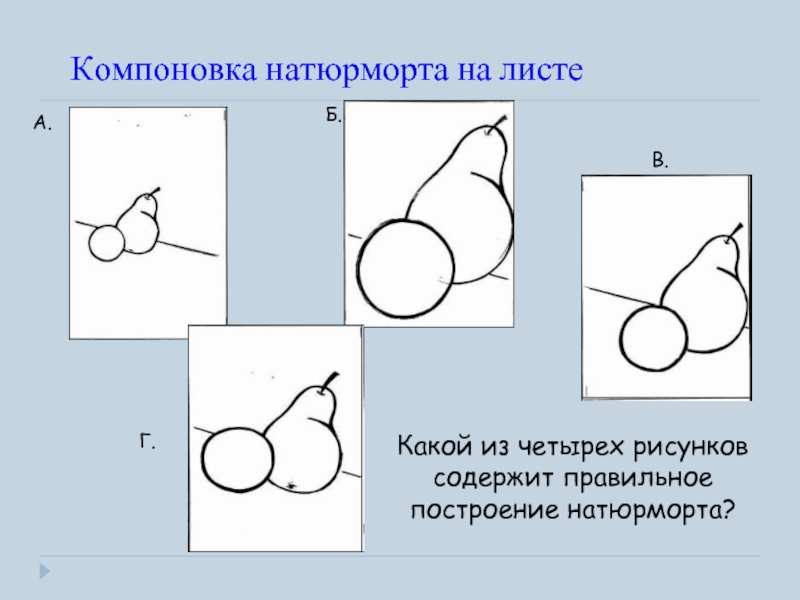 Компоновка натюрморта на листе
А.
Б.
В.
Г.
Какой из четырех рисунков
содержит правильное
построение натюрморта?